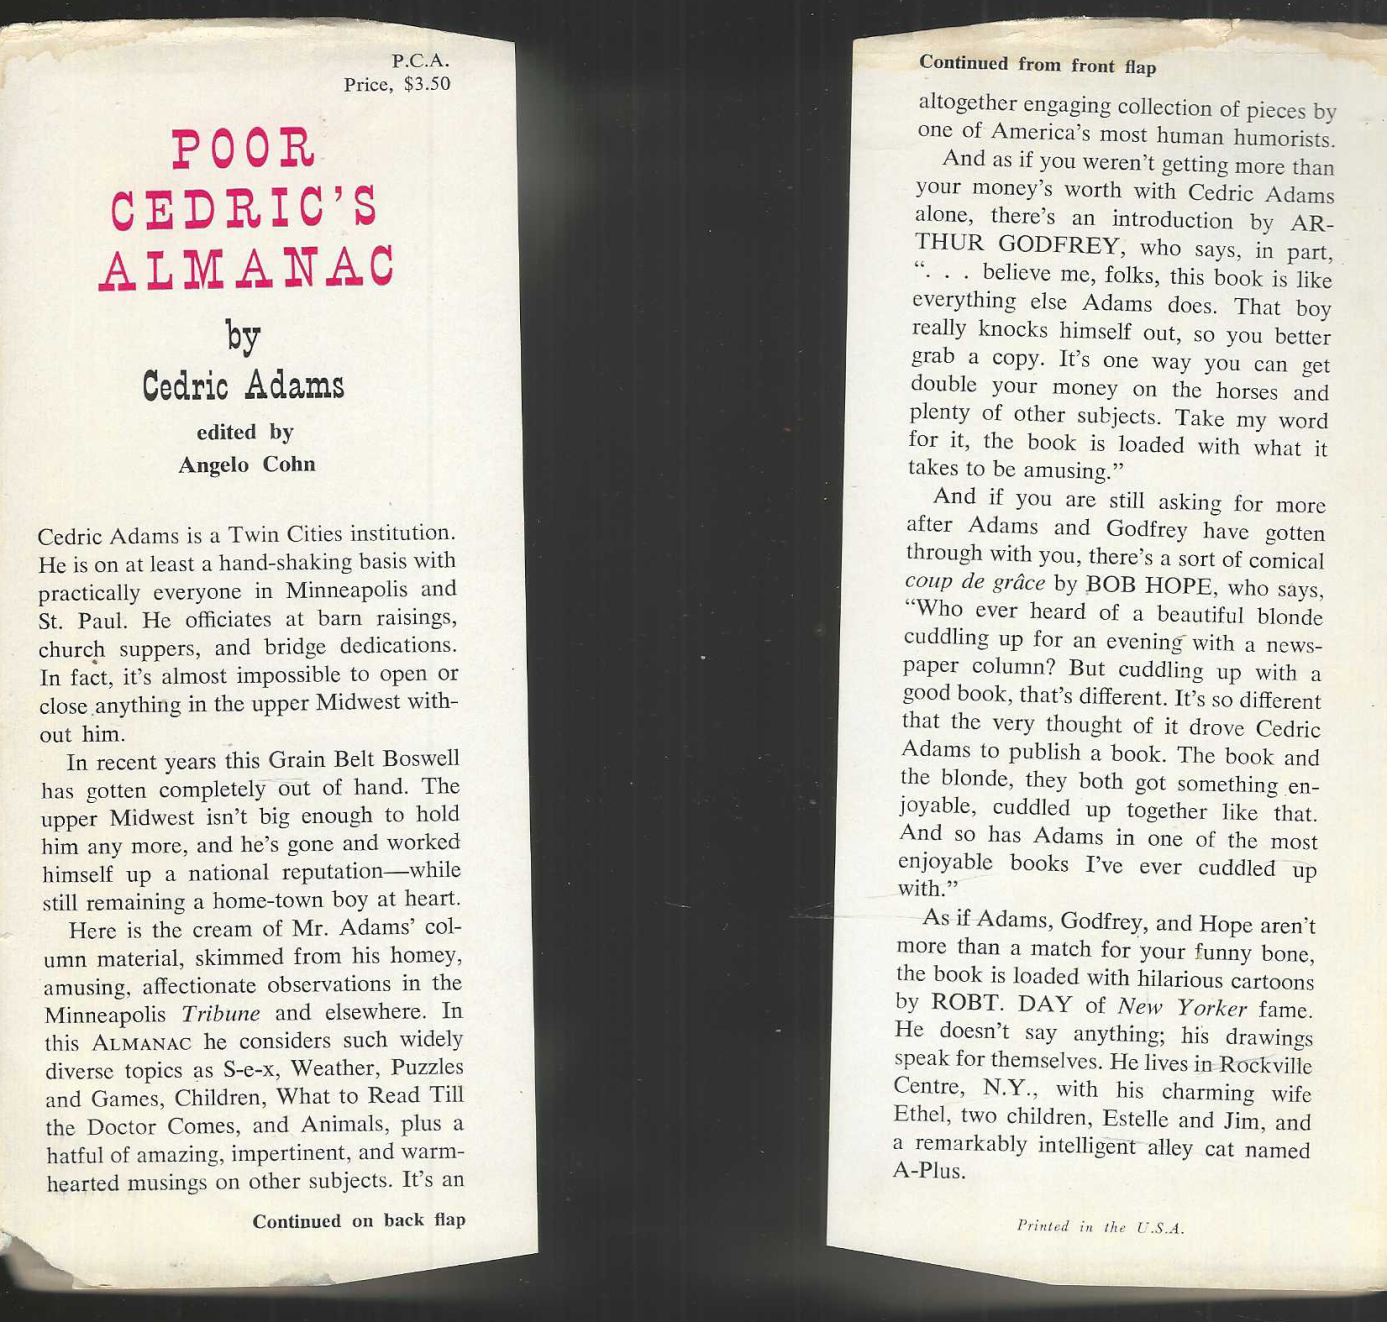 P.C.A.
Price, $3.50
POOR
CEDRIC'S
ALMANAC
by
Cedric Adams
edited by
Angelo Cohn
Cedric Adams is a Twin Cities institution.
He is on at least a hand-shaking basis with
practically everyone in Minneapolis and
St. Paul. He officiates at barn raisings,
church suppers, and bridge dedications.
In fact, it's almost impossible to open or
close anything in the upper Midwest with-
out him.
In recent years this Grain Belt Boswell
has gotten completely out of hand. The
upper Midwest isn't big enough to hold
him any more, and he's gone and worked
himself up a national reputation—while
still remaining a home-town boy at heart.
Here is the cream of Mr. Adams' col-
umn material, skimmed from his homey,
amusing, affectionate observations in the
Minneapolis Tribune and elsewhere. In
this ALMANAC he considers such widely
diverse topics as S-e-x, Weather, Puzzles
and Games, Children, What to Read Till
the Doctor Comes, and Animals, plus a
hatful of amazing, impertinent, and warm-
hearted musings on other subjects. It's an
Continued on back flap
Continued from front flap
altogether engaging collection of pieces by
one of America's most human humorists.
And as if you weren't getting more than
your money's worth with Cedric Adams
alone, there's an introduction by AR-
THUR GODFREY, who says, in part,
“. . . believe me, folks, this book is like
everything else Adams does. That boy
really knocks himself out, so you better
grab a copy. It's one way you can get
double your money on the horses and
plenty of other subjects. Take my word
for it, the book is loaded with what it
takes to be amusing.”
And if you are still asking for more
after Adams and Godfrey have gotten
through with you, there's a sort of comical
coup de grâce by BOB HOPE, who says,
“Who ever heard of a beautiful blonde
cuddling up for an evening with a news-
paper column? But cuddling up with a
good book, that's different. It's so different
that the very thought of it drove Cedric
Adams to publish a book. The book and
the blonde, they both got something en-
joyable, cuddled up together like that.
And so has Adams in one of the most
enjoyable books I've ever cuddled up
with.”
As if Adams, Godfrey, and Hope aren't
more than a match for your funny bone,
the book is loaded with hilarious cartoons
by ROBT. DAY of New Yorker fame.
He doesn't say anything; his drawings
speak for themselves. He lives in Rockville
Centre, N.Y., with his charming wife
Ethel, two children, Estelle and Jim, and
a remarkably intelligent alley cat named
A-Plus.
Printed in the U.S.A.